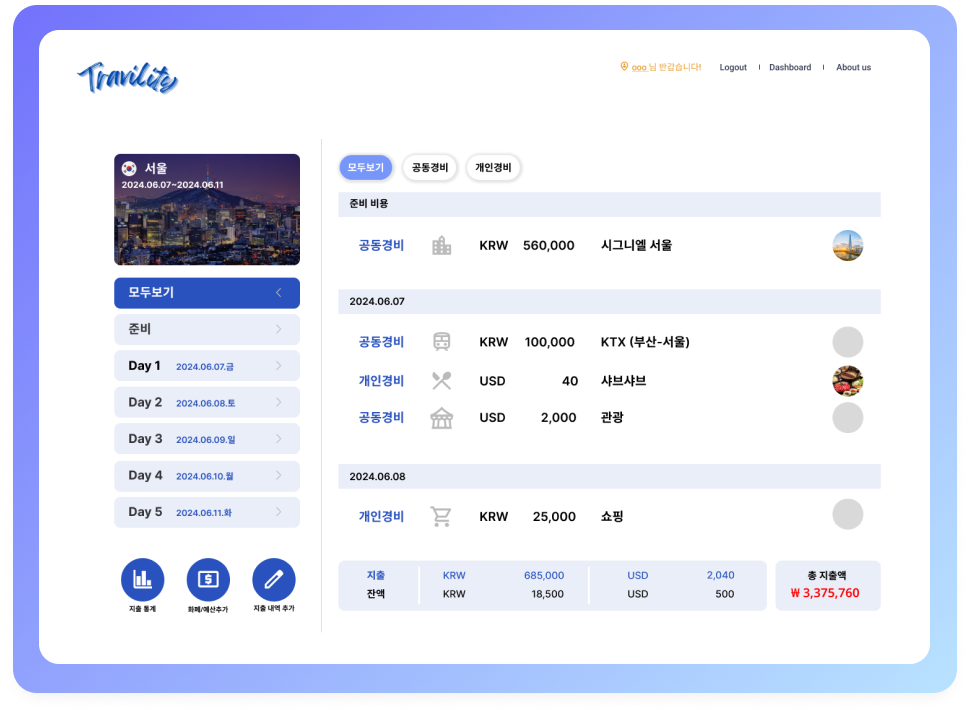 Travility
ooo 님 반갑습니다! Logout Dashboard About us
서울
2024.06.07~2024.06.11
모두보기
준비
Day 1 2024.06.07.금
Day 2 2024.06.08.토
Day 3 2024.06.09.일
Day 4 2024.06.10.월
Day 5 2024.06.11.화
지출 통계 화폐/예산추가 지출 내역 추가
모두보기 공동경비 개인경비
준비 비용
공동경비 KRW 560,000 시그니엘 서울
2024.06.07
공동경비 KRW 100,000 KTX (부산-서울)
개인경비 USD 40 샤브샤브
공동경비 USD 2,000 관광
2024.06.08
개인경비 KRW 25,000 쇼핑
지출 KRW 685,000 USD 2,040
잔액 KRW 18,500 USD 500
총 지출액
₩ 3,375,760